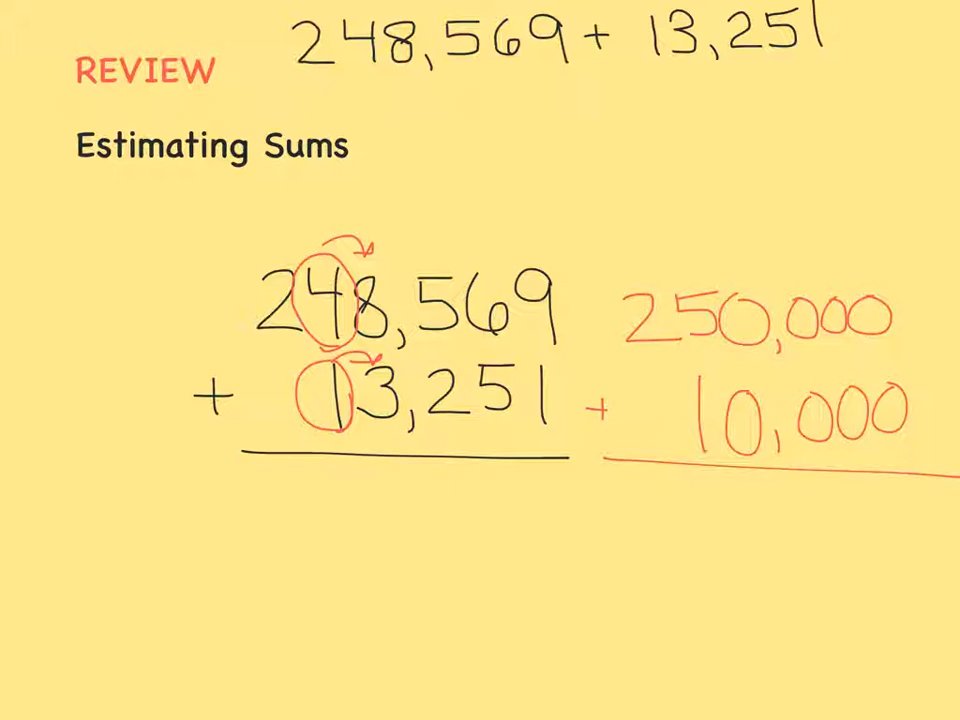 248,569 + 13,251
REVIEW
Estimating Sums
248,569 250,000
+ 13,251 + 10,000